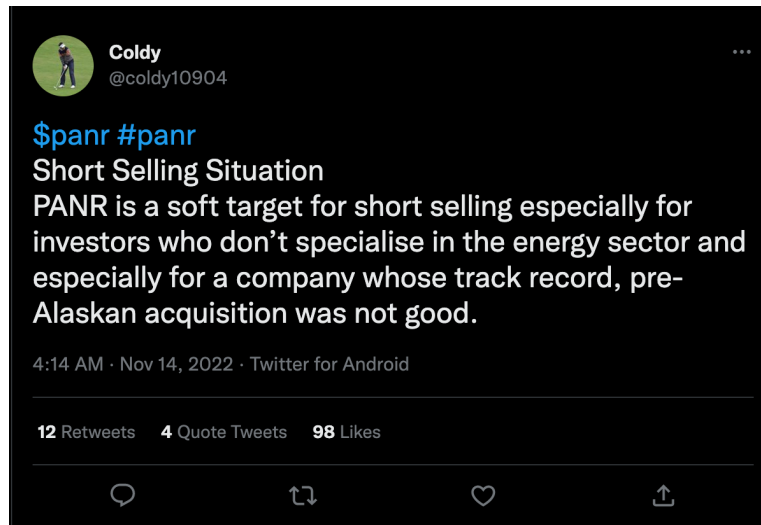 Coldy
@coldy10904
$panr #panr
Short Selling Situation
PANR is a soft target for short selling especially for
investors who don’t specialise in the energy sector and
especially for a company whose track record, pre-
Alaskan acquisition was not good.
4:14 AM · Nov 14, 2022 · Twitter for Android
12 Retweets 4 Quote Tweets 98 Likes